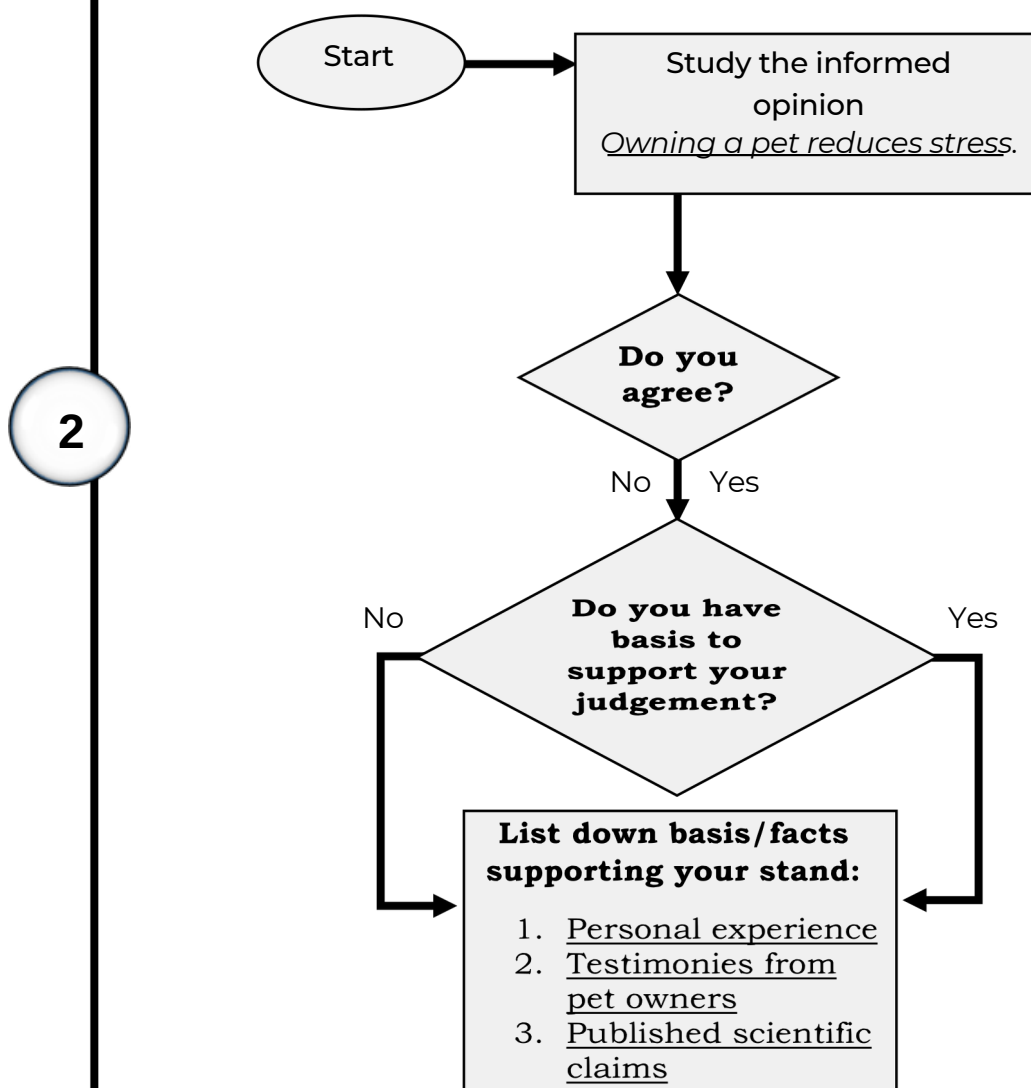 Start
Study the informed
opinion
Owning a pet reduces stress.
Do you
agree?
2
No Yes
No
Yes
Do you have
basis to
support your
judgement?
List down basis/facts
supporting your stand:
1. Personal experience
2. Testimonies from
pet owners
3. Published scientific
claims